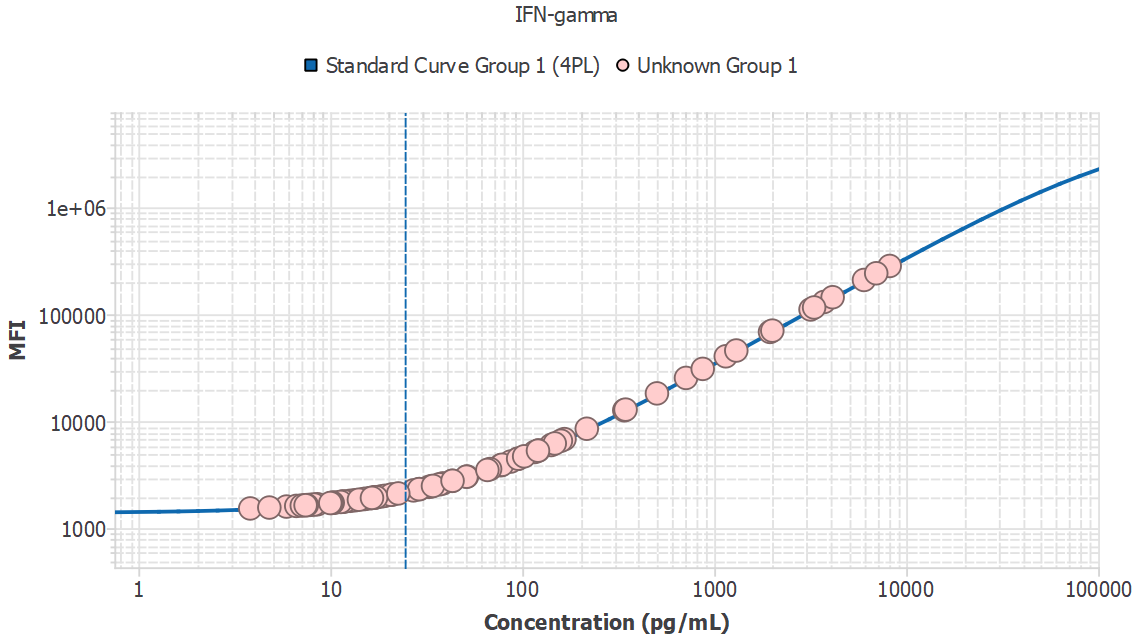 IFN-gamma
Standard Curve Group 1 (4PL) Unknown Group 1
1e+06
100000
10000
1000
MFI
1 10 100 1000 10000 100000
Concentration (pg/mL)